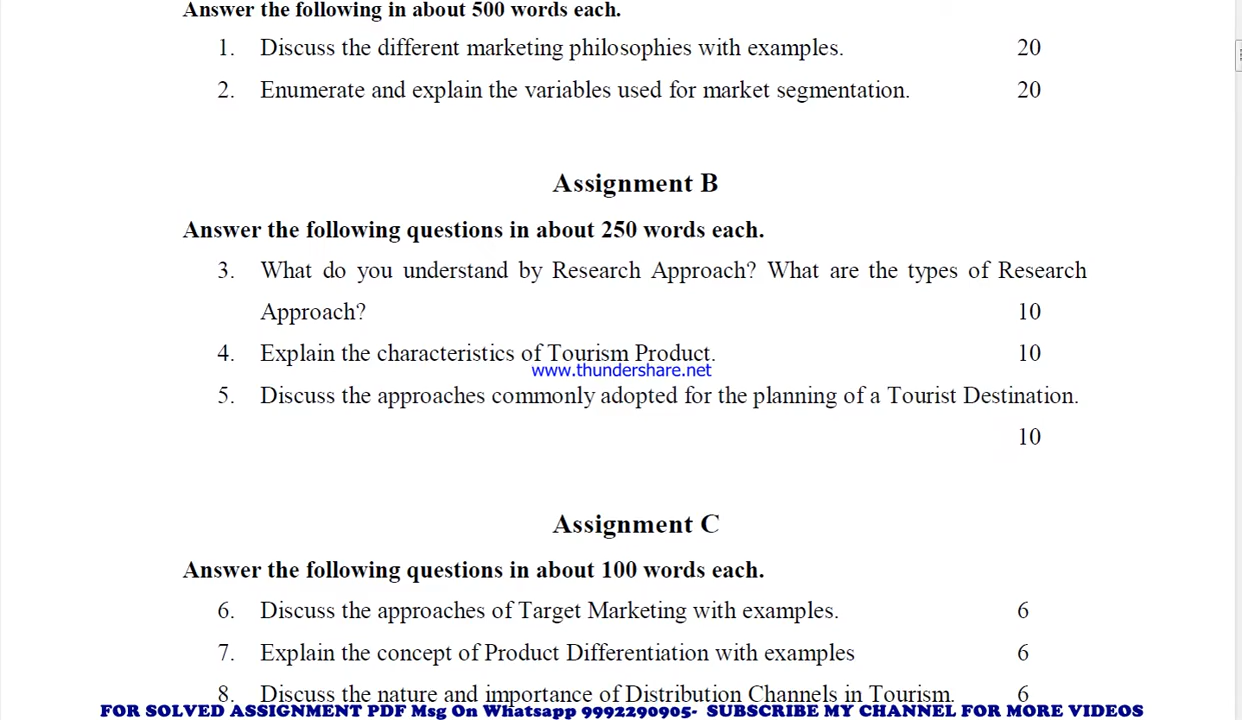 Answer the following in about 500 words each.
1. Discuss the different marketing philosophies with examples. 20
2. Enumerate and explain the variables used for market segmentation. 20
Assignment B
Answer the following questions in about 250 words each.
3. What do you understand by Research Approach? What are the types of Research
Approach? 10
4. Explain the characteristics of Tourism Product. 10
www.thundershare.net
5. Discuss the approaches commonly adopted for the planning of a Tourist Destination.
10
Assignment C
Answer the following questions in about 100 words each.
6. Discuss the approaches of Target Marketing with examples. 6
7. Explain the concept of Product Differentiation with examples 6
8. Discuss the nature and importance of Distribution Channels in Tourism. 6
FOR SOLVED ASSIGNMENT PDF Msg On Whatsapp 9992290905- SUBSCRIBE MY CHANNEL FOR MORE VIDEOS